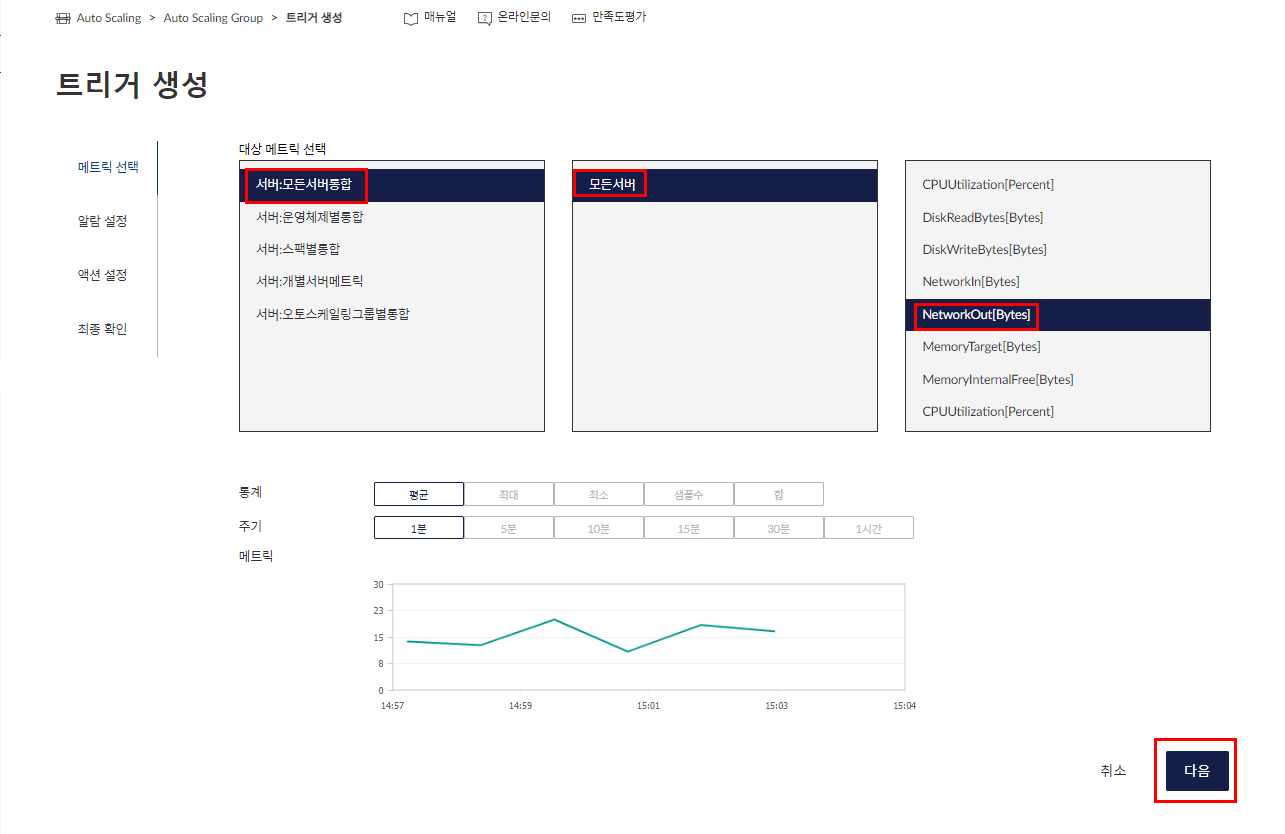 Auto Scaling > Auto Scaling Group > 트리거 생성 매뉴얼 온라인문의 만족도평가
트리거 생성
메트릭 선택
알람 설정
액션 설정
최종 확인
대상 메트릭 선택
서버:모든서버통합
서버:운영체제별통합
서버:스팩별통합
서버:개별서버메트릭
서버:오토스케일링그룹별통합
모든서버
CPUUtilization[Percent]
DiskReadBytes[Bytes]
DiskWriteBytes[Bytes]
NetworkIn[Bytes]
NetworkOut[Bytes]
MemoryTarget[Bytes]
MemoryInternalFree[Bytes]
CPUUtilization[Percent]
통계 평균 최대 최소 샘플수 합
주기 1분 5분 10분 15분 30분 1시간
메트릭
30
23
15
8
0
14:57 14:59 15:01 15:03 15:04
취소 다음